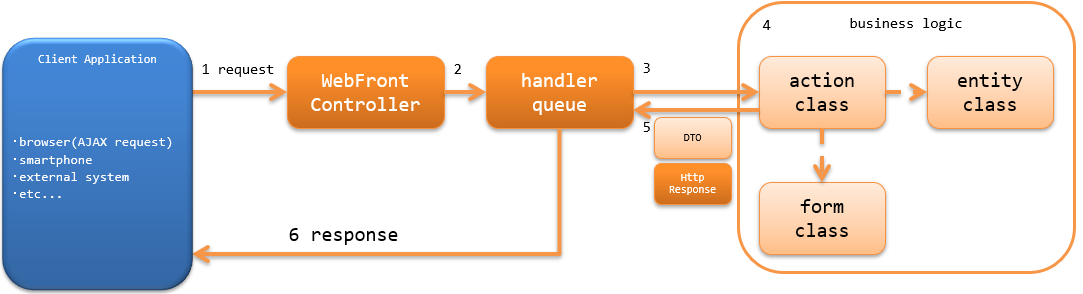 4
business logic
Client Application
1 request
WebFront
Controller
2
handler
queue
3
action
class
entity
class
5
DTO
Http
Response
・browser(AJAX request)
・smartphone
・external system
・etc...
form
class
6 response